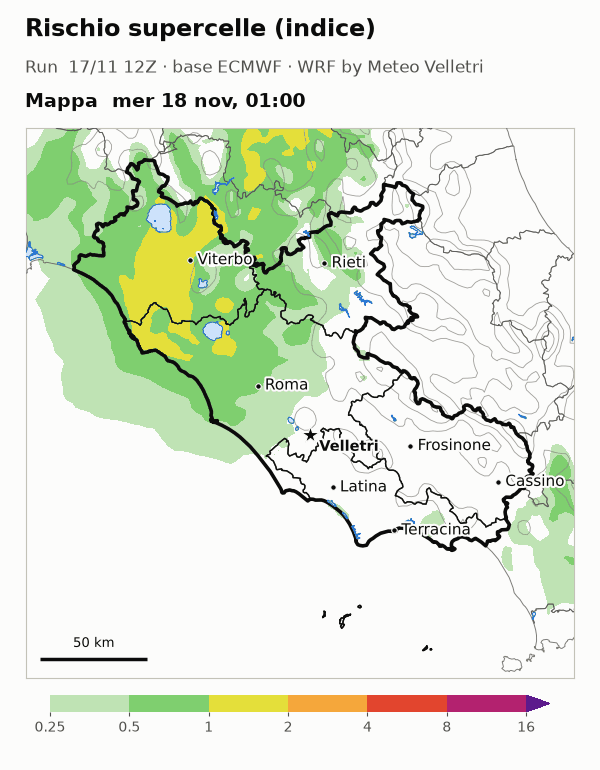 Rischio supercelle (indice)
Run  17/11 12Z · base ECMWF · WRF by Meteo Velletri
Mappa  mer 18 nov, 01:00
Viterbo
Rieti
Roma
Velletri
Frosinone
Latina
Cassino
Terracina
50 km
0.25 0.5 1 2 4 8 16